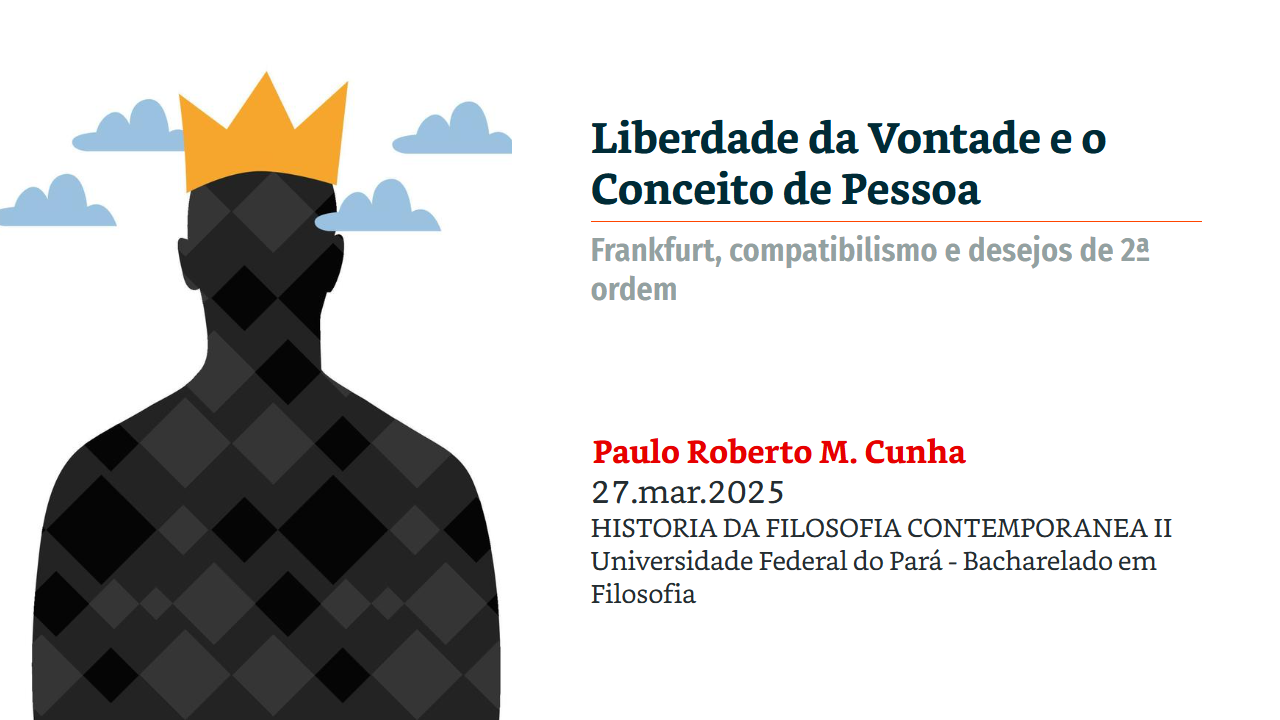 Liberdade da Vontade e o
Conceito de Pessoa
Frankfurt, compatibilismo e desejos de 2ª
ordem
Paulo Roberto M. Cunha
27.mar.2025
HISTORIA DA FILOSOFIA CONTEMPORANEA II
Universidade Federal do Pará - Bacharelado em
Filosofia